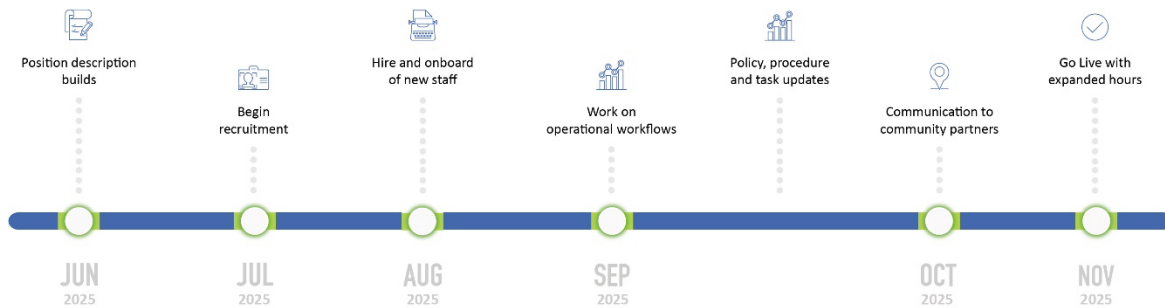 Position description
builds
Begin
recruitment
Hire and onboard
of new staff
Work on
operational workflows
Policy, procedure
and task updates
Communication to
community partners
Go Live with
expanded hours
JUN
2025
JUL
2025
AUG
2025
SEP
2025
OCT
2025
NOV
2025